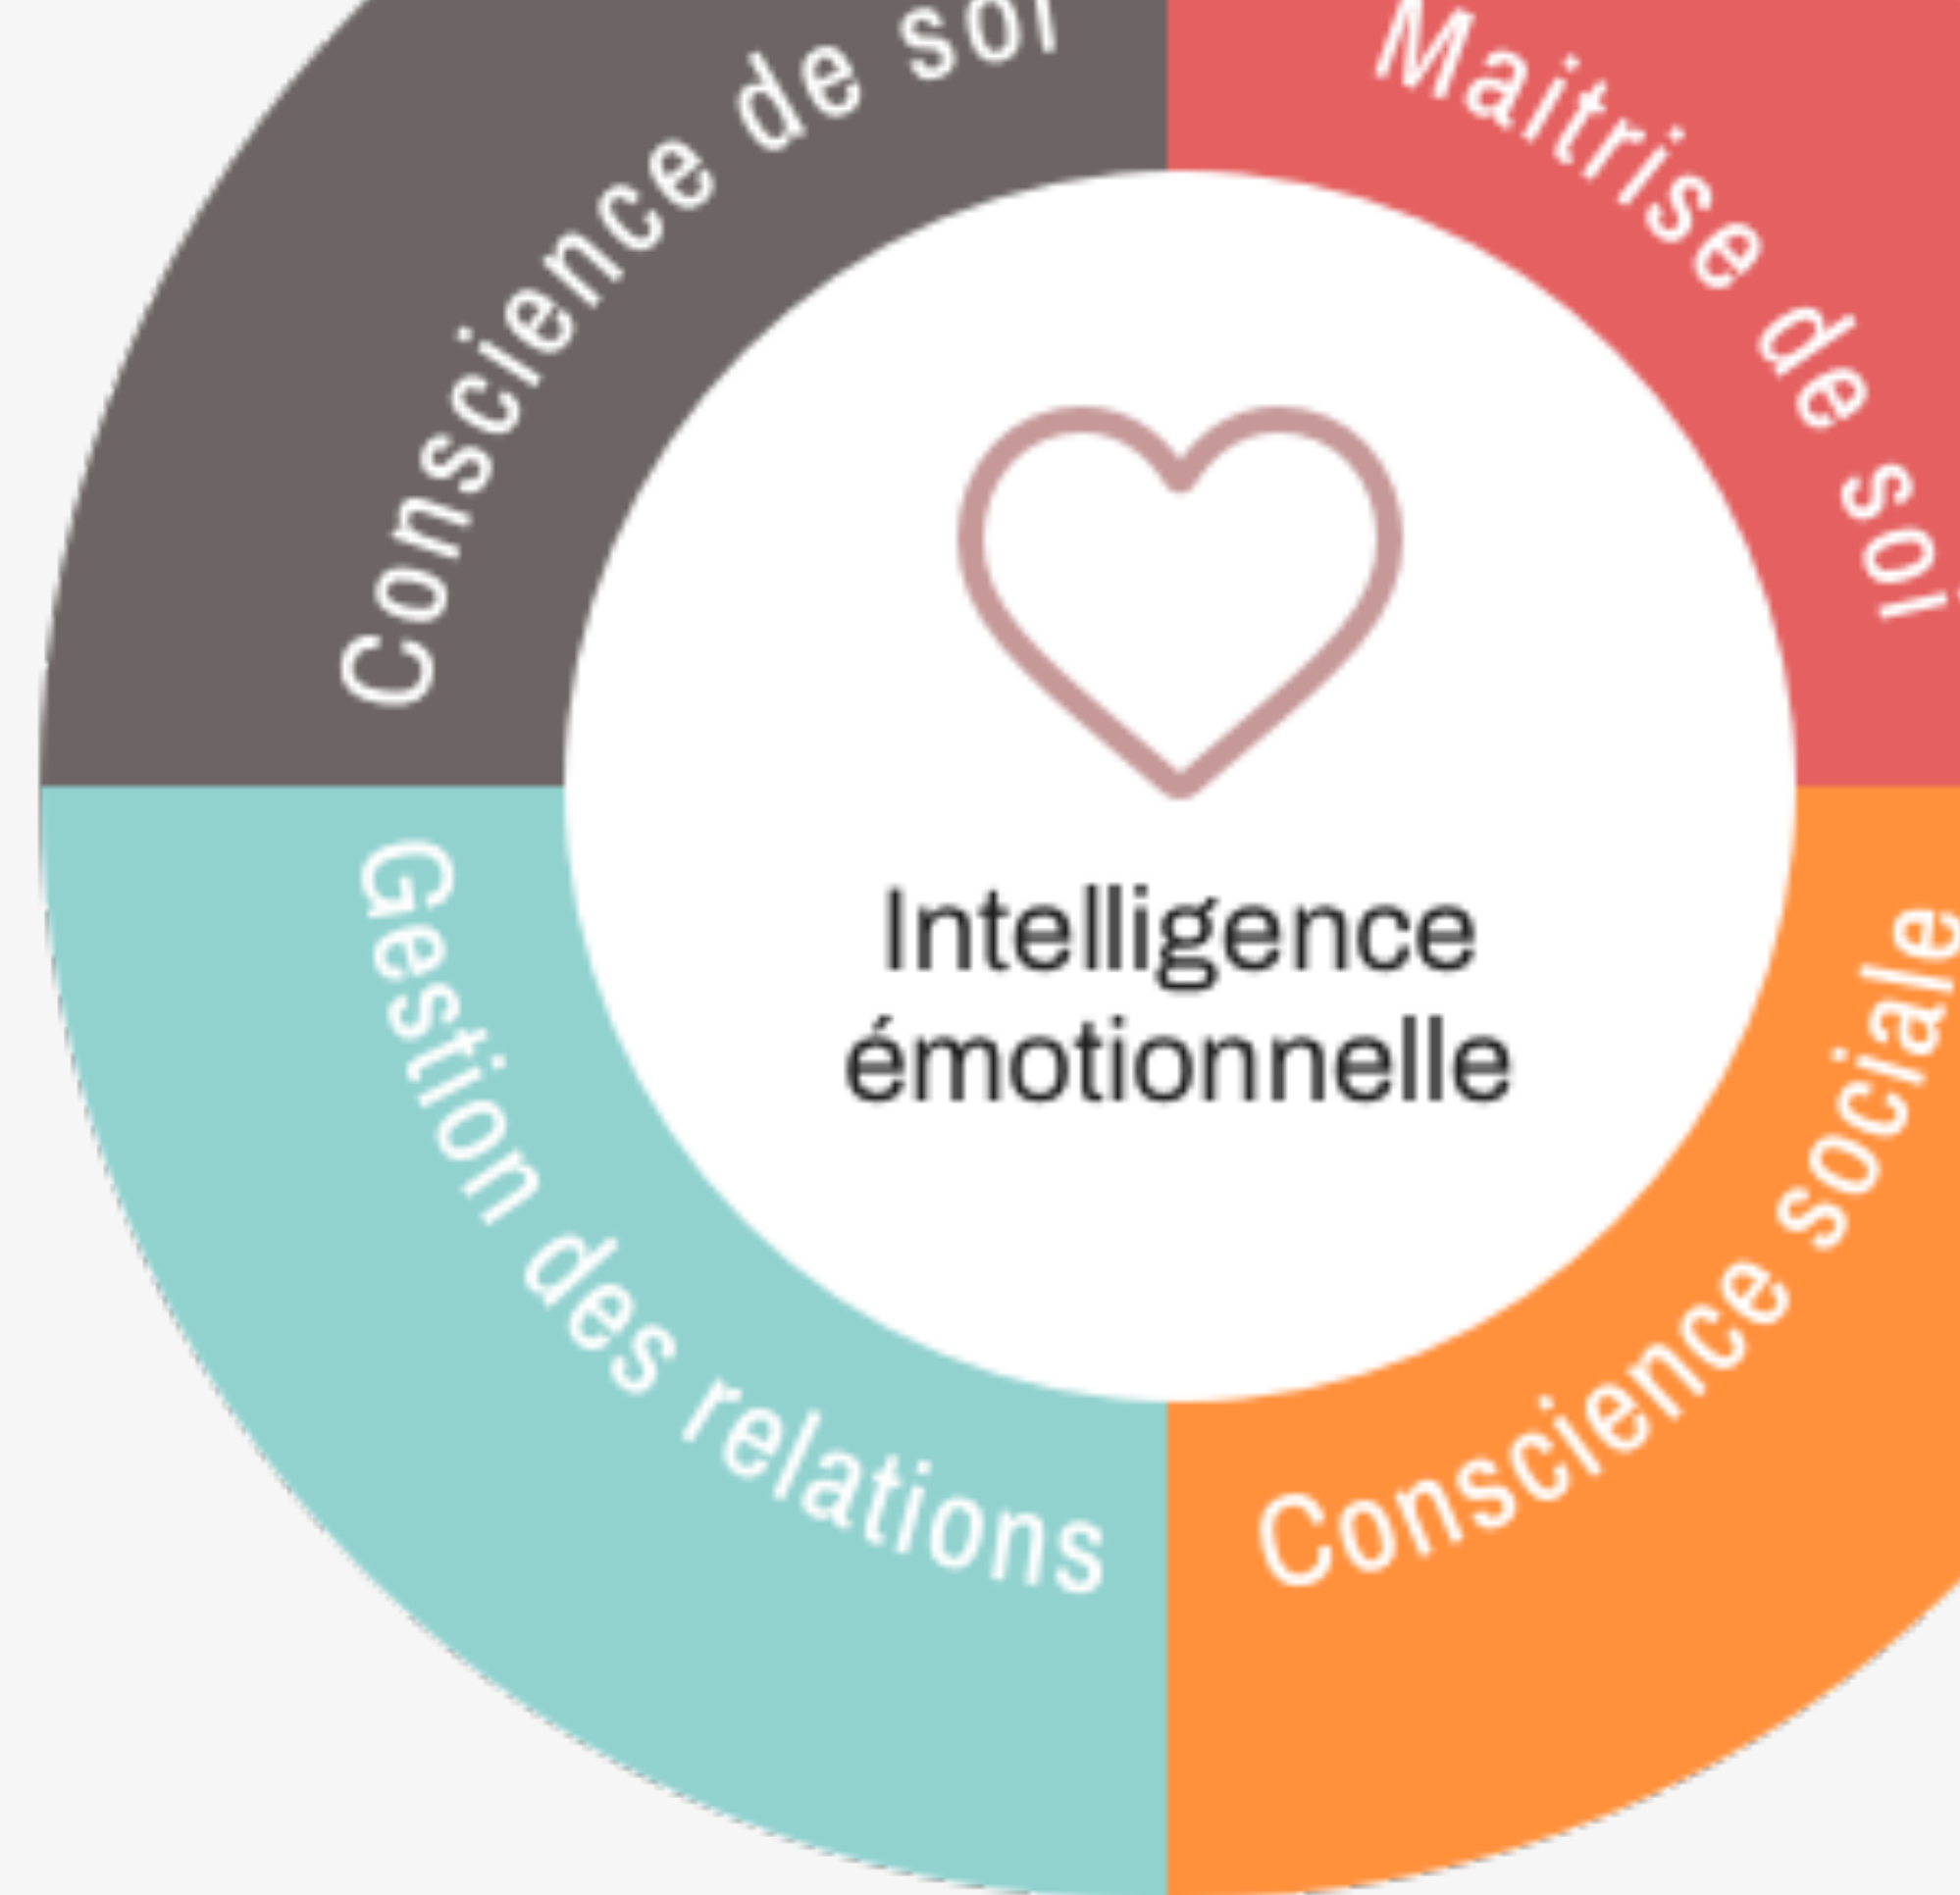 Conscience de soi
Maitrise de soi
Intelligence
émotionnelle
Gestion des relations
Conscience sociale